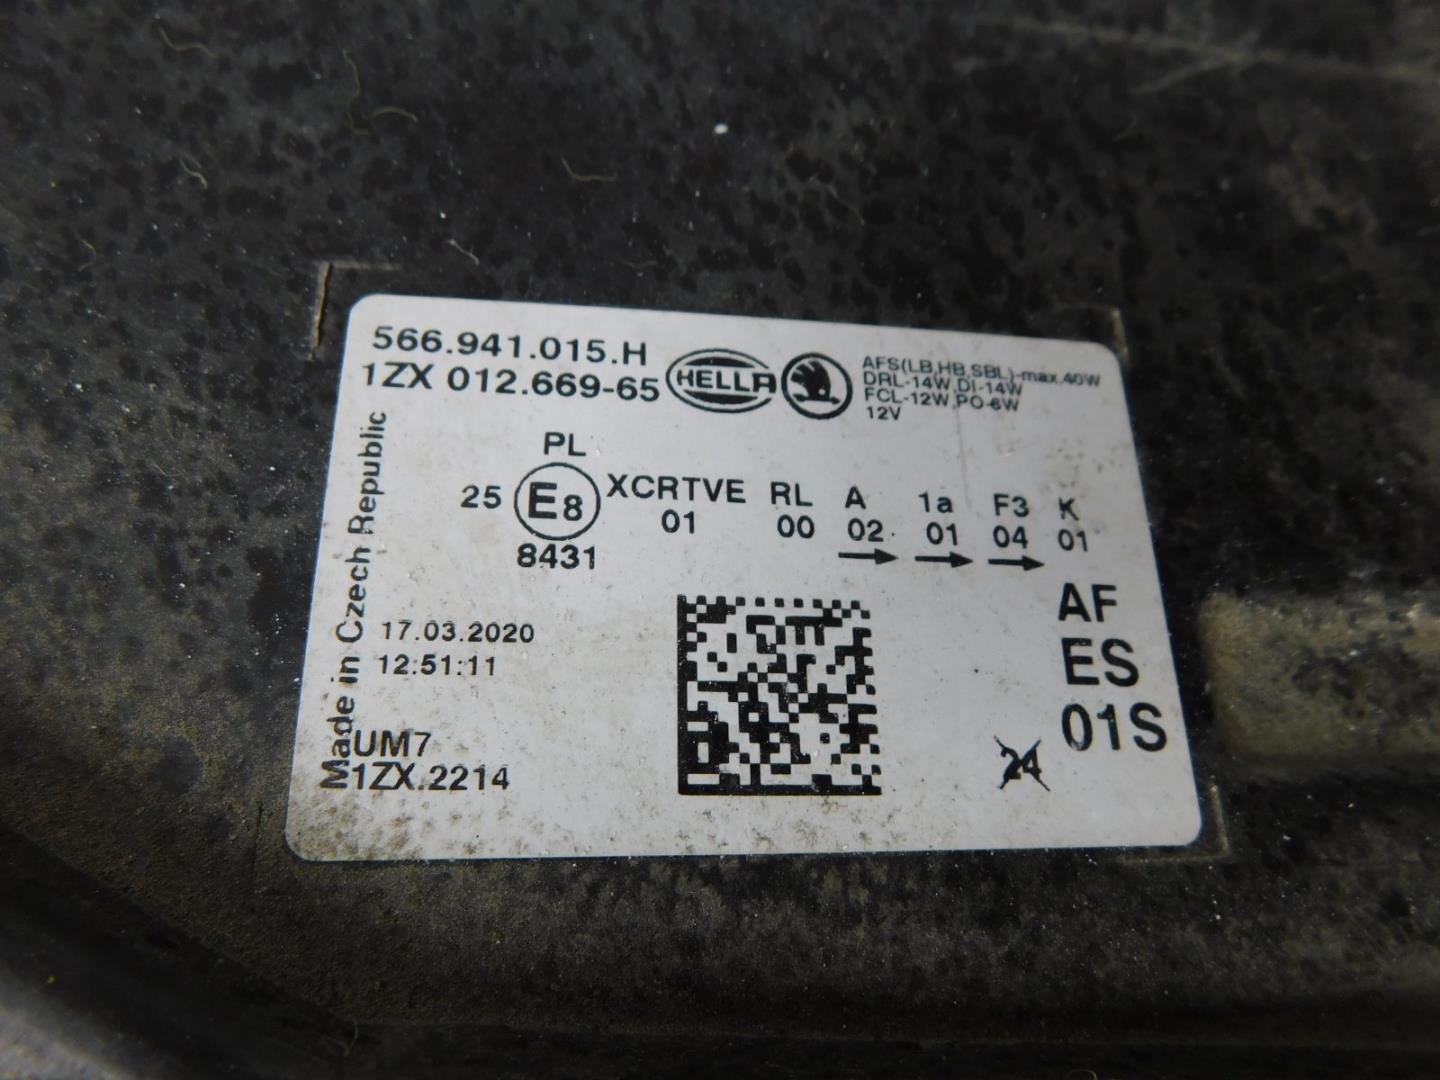 566.941.015.H
1ZX 012.669-65
HELLA
AFS(LB,HB,SBL)-max.40W
DRL-14W,DI-14W
FCL-12W,PO-6W
12V
Made in Czech Republic
PL
25 E8 XCRTVE RL A 1a F3 K
01 00 02 01 04 01
8431
AF
ES
01S
17.03.2020
12:51:11
UM7
1ZX.2214
24